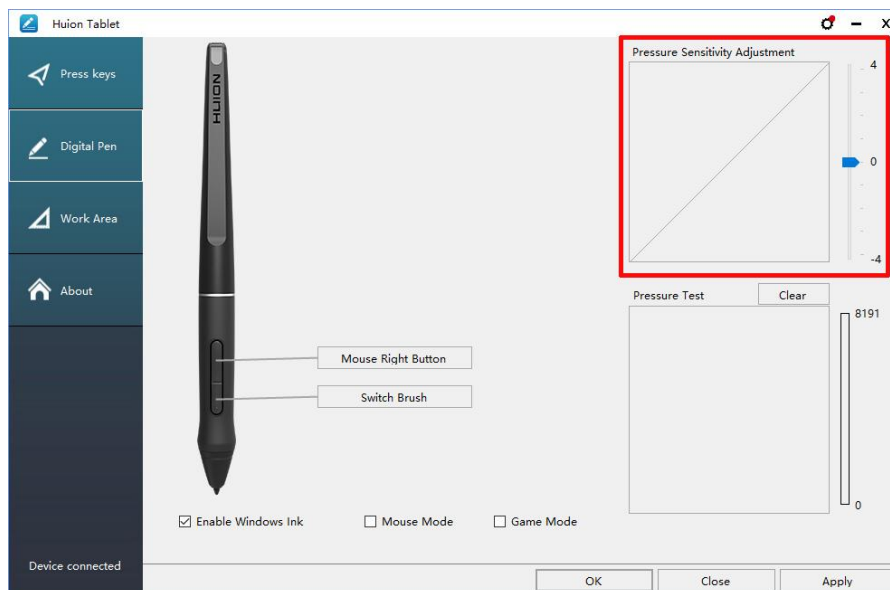 Huion Tablet
Press keys
Digital Pen
Work Area
About
Device connected
HUION
Mouse Right Button
Switch Brush
Enable Windows Ink
Mouse Mode
Game Mode
Pressure Sensitivity Adjustment
4
0
-4
Pressure Test
Clear
8191
0
OK
Close
Apply